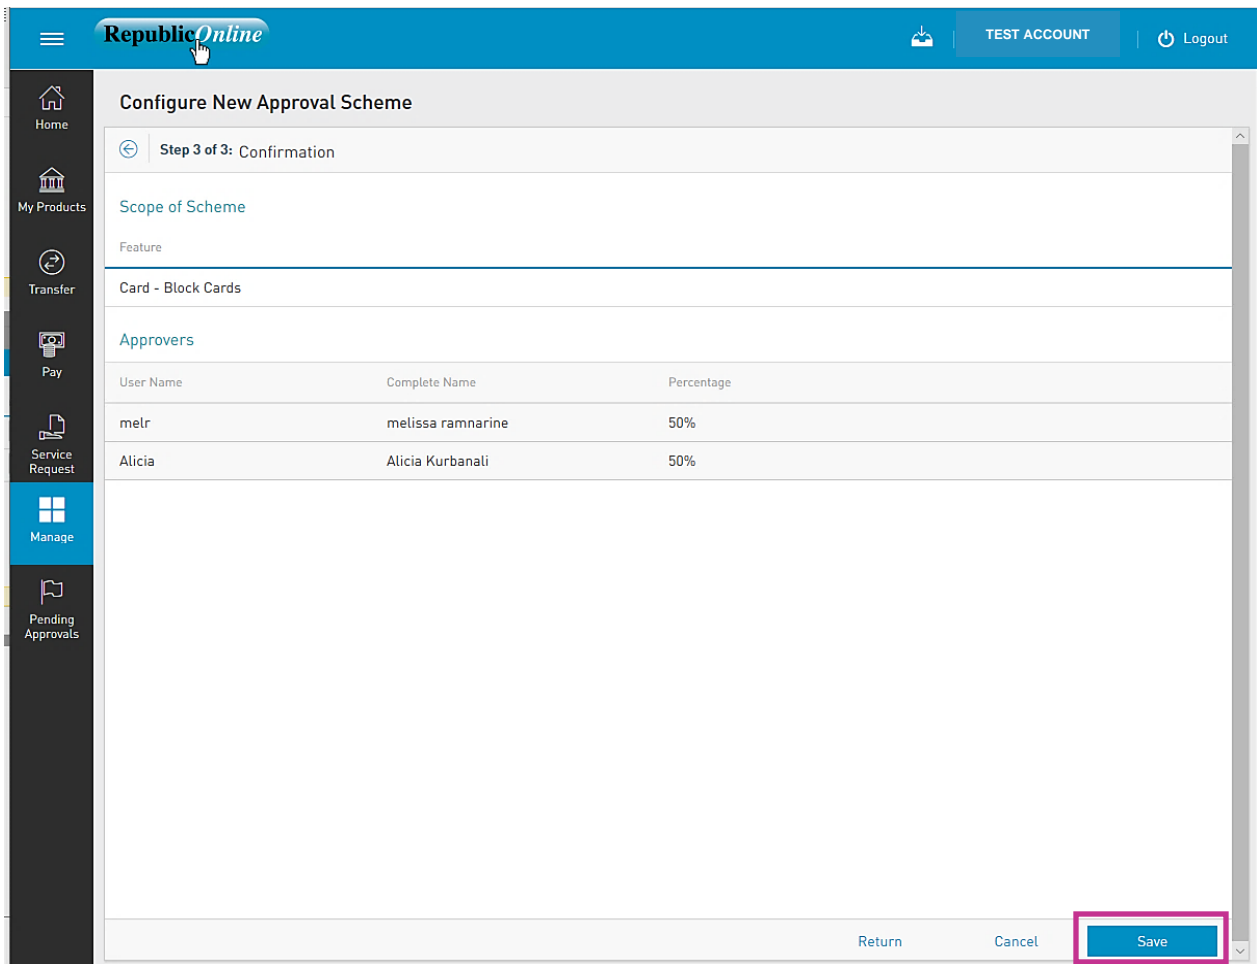 RepublicOnline
TEST ACCOUNT
Logout
Home
My Products
Transfer
Pay
Service
Request
Manage
Pending
Approvals
Configure New Approval Scheme
Step 3 of 3: Confirmation
Scope of Scheme
Feature
Card - Block Cards
Approvers
User Name Complete Name Percentage
melr melissa ramnarine 50%
Alicia Alicia Kurbanali 50%
Return Cancel Save